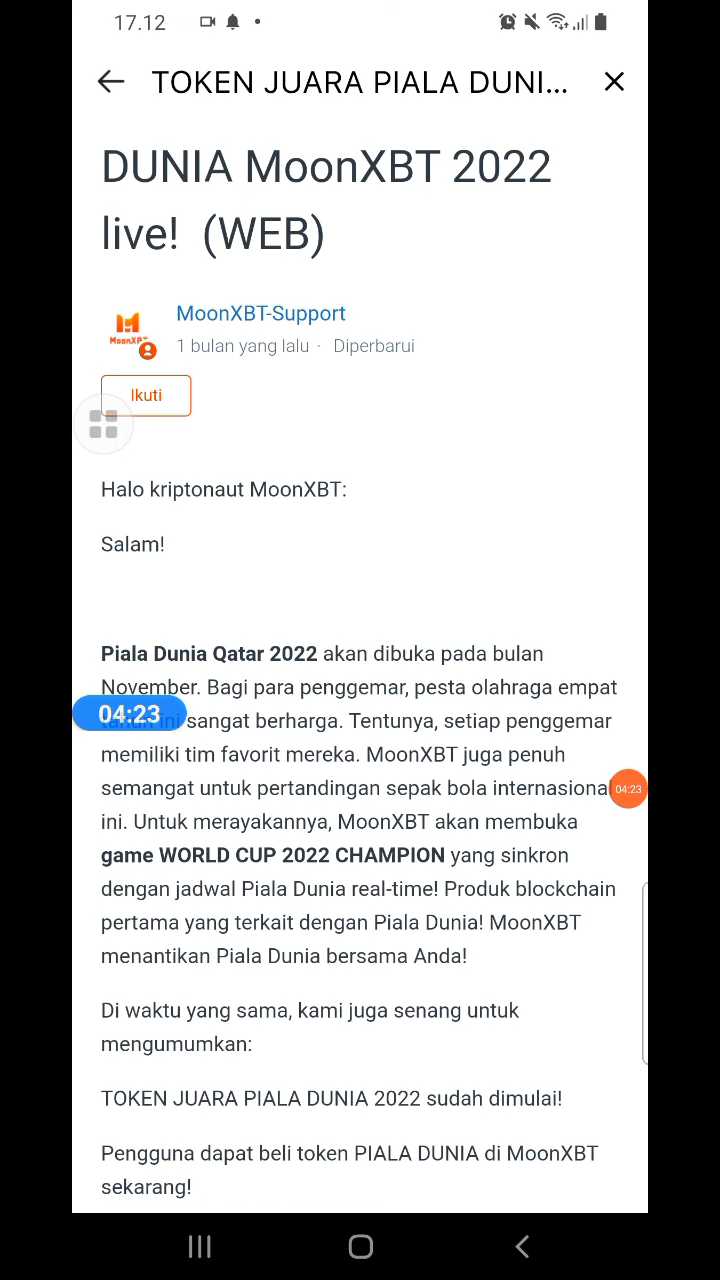 17.12
TOKEN JUARA PIALA DUNI...
DUNIA MoonXBT 2022
live! (WEB)
MoonXBT-Support
1 bulan yang lalu · Diperbarui
Ikuti
Halo kriptonaut MoonXBT:
Salam!
Piala Dunia Qatar 2022 akan dibuka pada bulan
November. Bagi para penggemar, pesta olahraga empat
04:23
tahun ini sangat berharga. Tentunya, setiap penggemar
memiliki tim favorit mereka. MoonXBT juga penuh
semangat untuk pertandingan sepak bola internasional
04:23
ini. Untuk merayakannya, MoonXBT akan membuka
game WORLD CUP 2022 CHAMPION yang sinkron
dengan jadwal Piala Dunia real-time! Produk blockchain
pertama yang terkait dengan Piala Dunia! MoonXBT
menantikan Piala Dunia bersama Anda!
Di waktu yang sama, kami juga senang untuk
mengumumkan:
TOKEN JUARA PIALA DUNIA 2022 sudah dimulai!
Pengguna dapat beli token PIALA DUNIA di MoonXBT
sekarang!